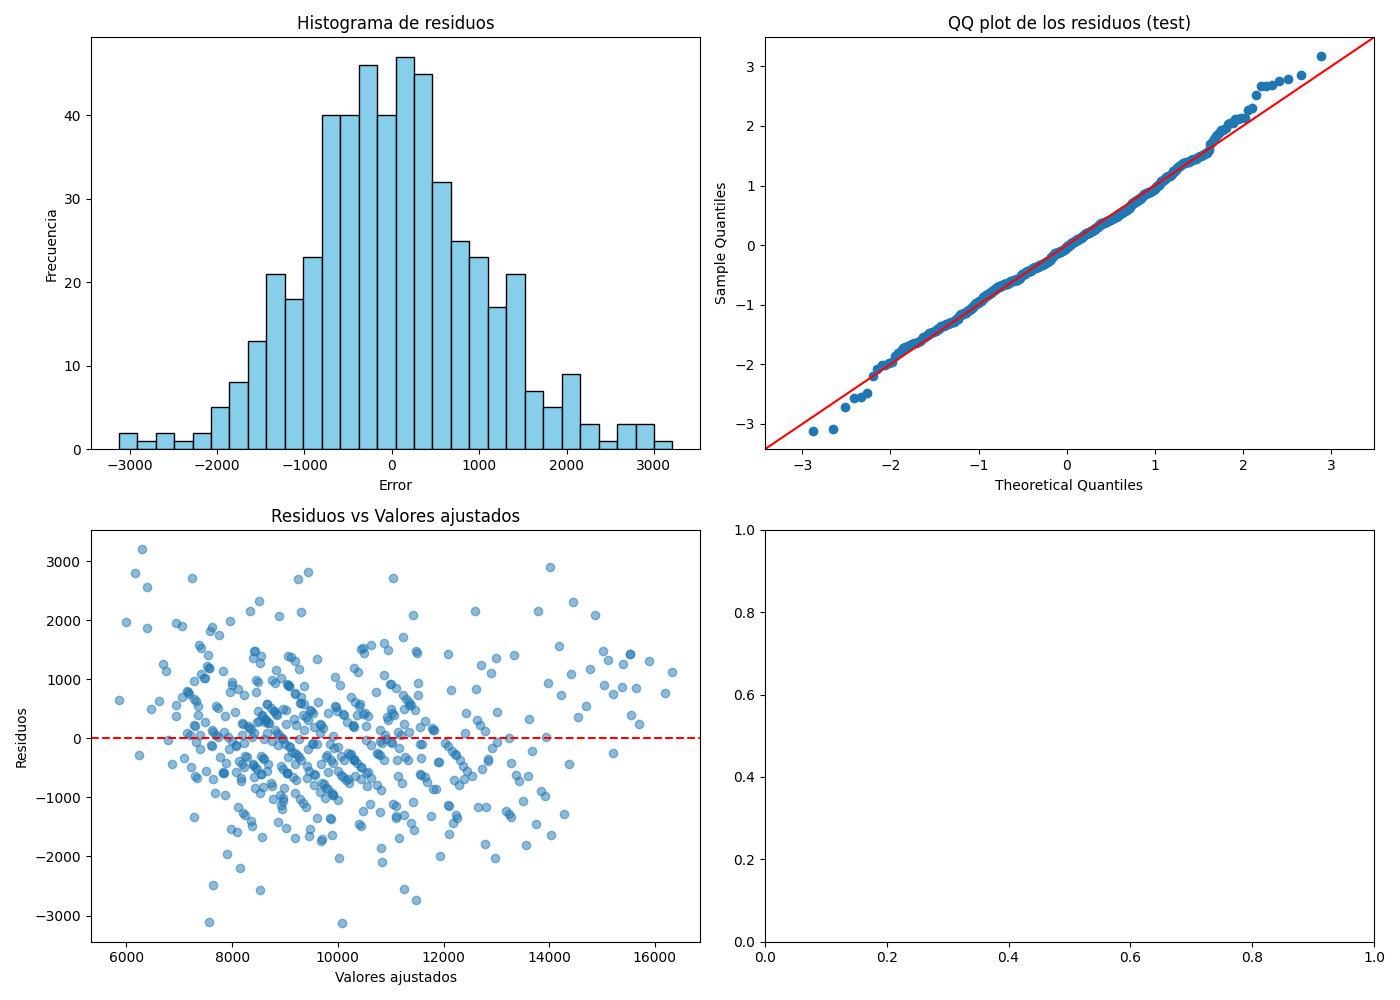 Histograma de residuos
Frecuencia
40
30
20
10
0
−3000 −2000 −1000 0 1000 2000 3000
Error
QQ plot de los residuos (test)
Sample Quantiles
3
2
1
0
−1
−2
−3
−3 −2 −1 0 1 2 3
Theoretical Quantiles
Residuos vs Valores ajustados
Residuos
3000
2000
1000
0
−1000
−2000
−3000
6000 8000 10000 12000 14000 16000
Valores ajustados
1.0
0.8
0.6
0.4
0.2
0.0
0.0 0.2 0.4 0.6 0.8 1.0